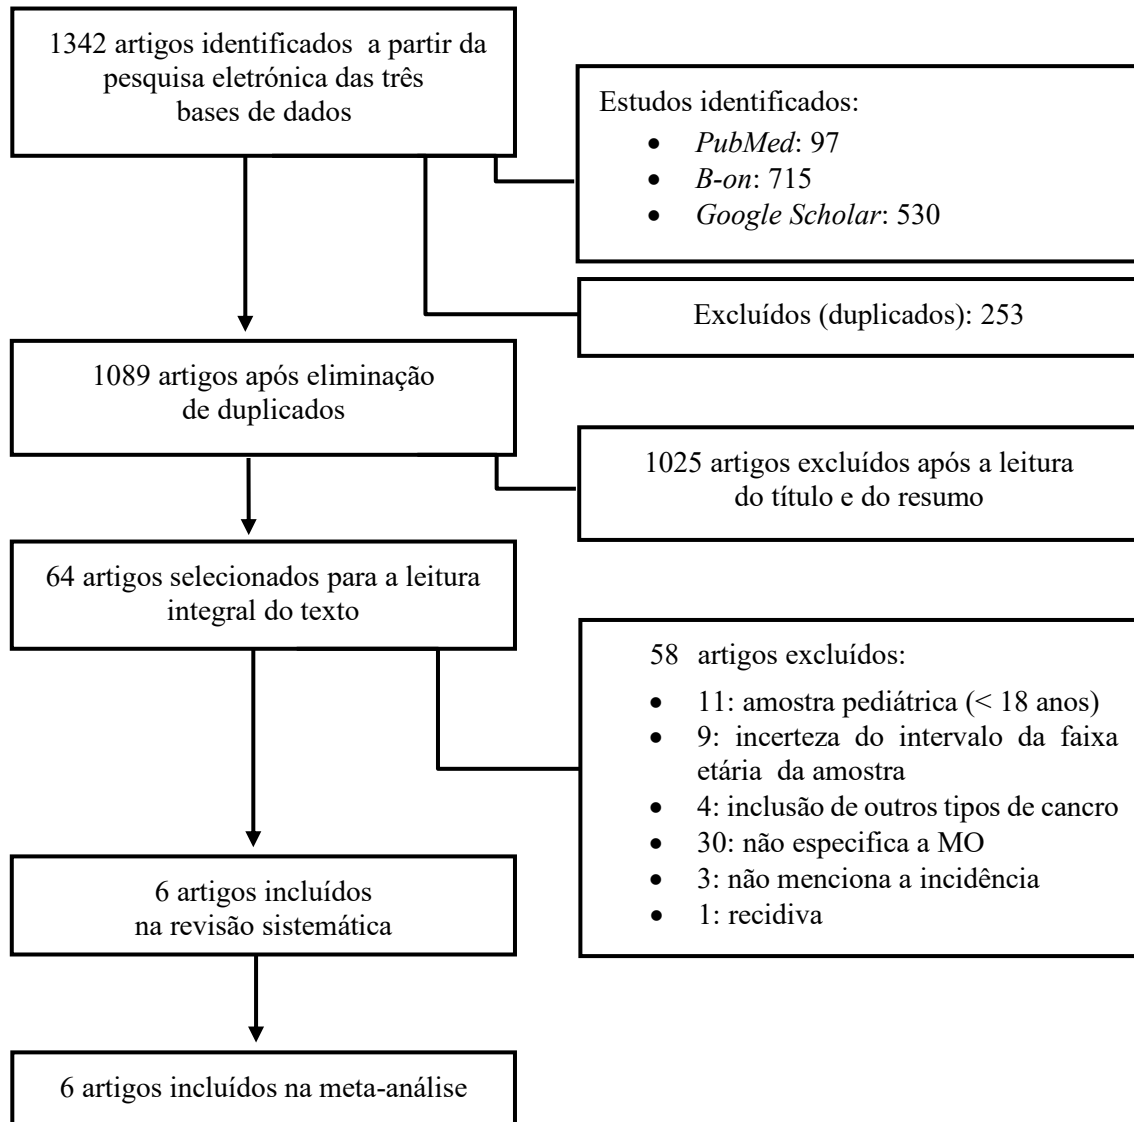 1342 artigos identificados a partir da
pesquisa eletrónica das três
bases de dados
Estudos identificados:
• PubMed: 97
• B-on: 715
• Google Scholar: 530
Excluídos (duplicados): 253
1089 artigos após eliminação
de duplicados
1025 artigos excluídos após a leitura
do título e do resumo
64 artigos selecionados para a leitura
integral do texto
58 artigos excluídos:
• 11: amostra pediátrica (< 18 anos)
• 9: incerteza do intervalo da faixa
etária da amostra
• 4: inclusão de outros tipos de cancro
• 30: não especifica a MO
• 3: não menciona a incidência
• 1: recidiva
6 artigos incluídos
na revisão sistemática
6 artigos incluídos na meta-análise